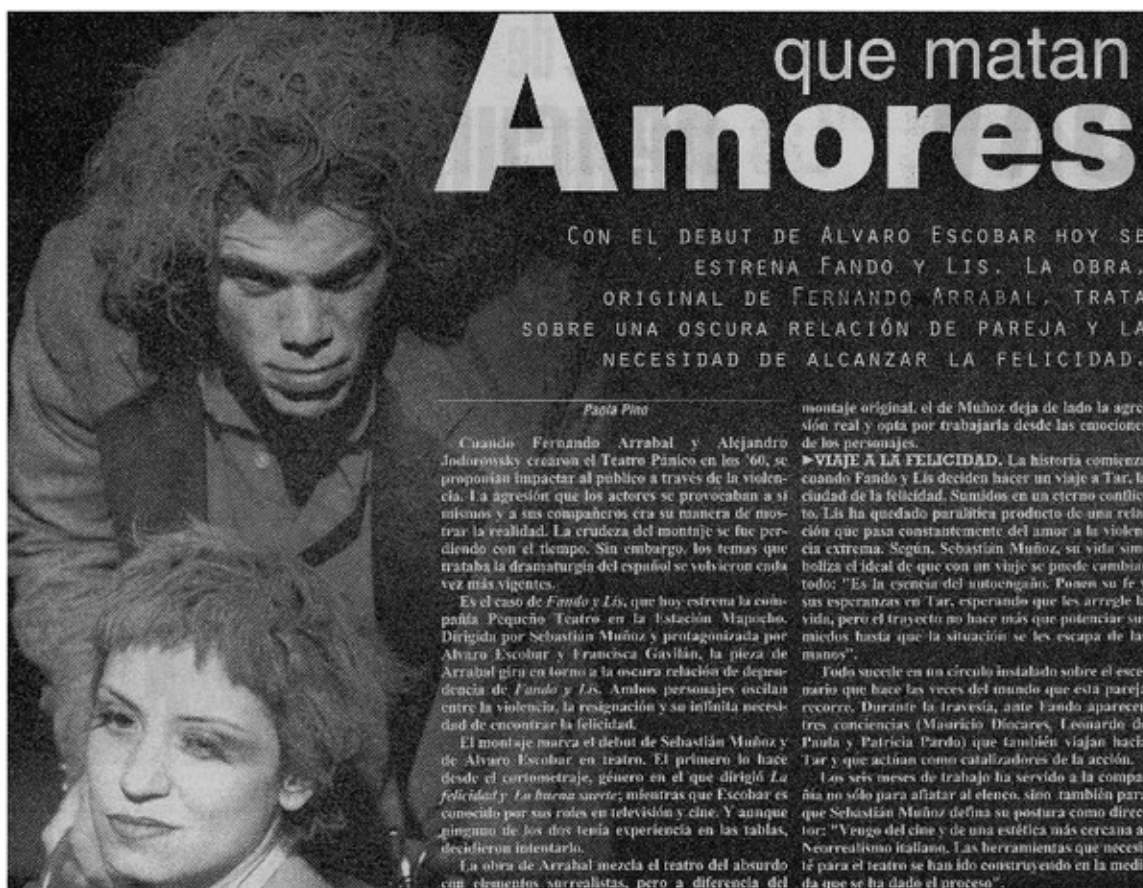 que matan
Amores
CON EL DEBUT DE ALVARO ESCOBAR HOY SE
ESTRENA FANDO Y LIS. LA OBRA,
ORIGINAL DE FERNANDO ARRABAL, TRATA
SOBRE UNA OSCURA RELACIÓN DE PAREJA Y LA
NECESIDAD DE ALCANZAR LA FELICIDAD.
Paola Pino
Cuando Fernando Arrabal y Alejandro
Jodorowsky crearon el Teatro Pánico en los '60, se
proponían impactar al público a través de la violen-
cia. La agresión que los actores se provocaban a sí
mismos y a sus compañeros era su manera de mos-
trar la realidad. La crudeza del montaje se fue per-
diendo con el tiempo. Sin embargo, los temas que
trataba la dramaturgia del español se volvieron cada
vez más vigentes.
Es el caso de Fando y Lis, que hoy estrena la com-
pañía Pequeño Teatro en la Estación Mapocho.
Dirigida por Sebastián Muñoz y protagonizada por
Alvaro Escobar y Francisca Gavilán, la pieza de
Arrabal gira en torno a la oscura relación de depen-
dencia de Fando y Lis. Ambos personajes oscilan
entre la violencia, la resignación y su infinita necesi-
dad de encontrar la felicidad.
El montaje marca el debut de Sebastián Muñoz y
de Alvaro Escobar en teatro. El primero lo hace
desde el cortometraje, género en el que dirigió La
felicidad y La buena suerte; mientras que Escobar es
conocido por sus roles en televisión y cine. Y aunque
ninguno de los dos tenía experiencia en las tablas,
decidieron intentarlo.
La obra de Arrabal mezcla el teatro del absurdo
con elementos surrealistas, pero a diferencia del
montaje original, el de Muñoz deja de lado la agre-
sión real y opta por trabajarla desde las emocione
de los personajes.
▶VIAJE A LA FELICIDAD. La historia comienza
cuando Fando y Lis deciden hacer un viaje a Tar, l
ciudad de la felicidad. Sumidos en un eterno conflic
to, Lis ha quedado paralítica producto de una rela
ción que pasa constantemente del amor a la violen
cia extrema. Según, Sebastián Muñoz, su vida sim
boliza el ideal de que con un viaje se puede cambiar
todo: "Es la esencia del autoengaño. Ponen su fe
sus esperanzas en Tar, esperando que les arregle l
vida, pero el trayecto no hace más que potenciar su
miedos hasta que la situación se les escapa de la
manos".
Todo sucede en un círculo instalado sobre el esce
nario que hace las veces del mundo que esta parej
recorre. Durante la travesía, ante Fando aparecen
tres conciencias (Mauricio Dincares, Leonardo de
Paula y Patricia Pardo) que también viajan haci
Tar y que actúan como catalizadores de la acción.
Los seis meses de trabajo ha servido a la compa
ñía no sólo para afiatar al elenco, sino también para
que Sebastián Muñoz defina su postura como direc
tor: "Vengo del cine y de una estética más cercana a
Neorrealismo italiano. Las herramientas que necesi
té para el teatro se han ido construyendo en la medi
da que se ha dado el proceso".